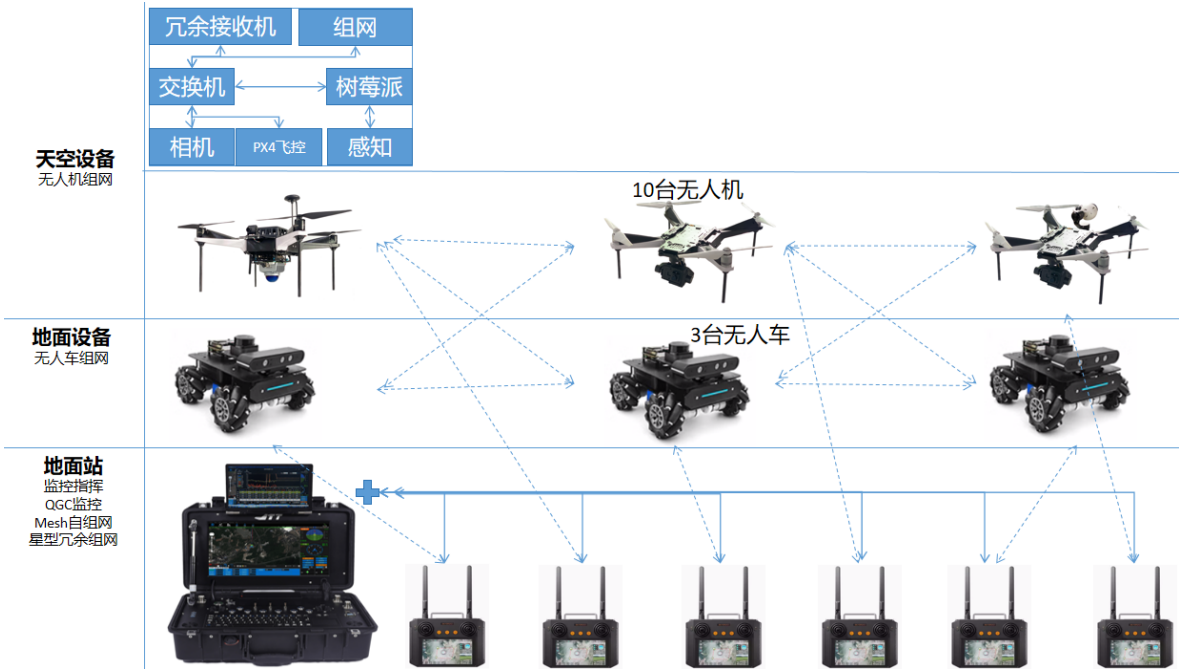 冗余接收机
组网
交换机
树莓派
相机
PX4飞控
感知
天空设备
无人机组网
10台无人机
地面设备
无人车组网
3台无人车
地面站
监控指挥
QGC监控
Mesh自组网
星型冗余组网